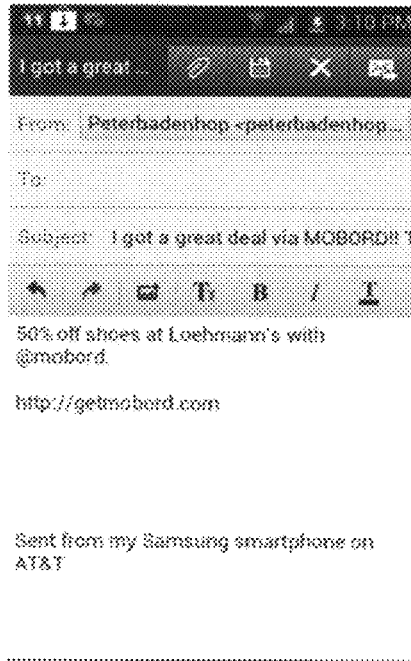 11
I got a great ...
From: Peterbadenhop <peterbadenhop...
To:
Subject: I got a great deal via MOBORD!! T
T B I T
50% off shoes at Loehmann's with
@mobord.
http://getmobord.com
Sent from my Samsung smartphone on
AT&T